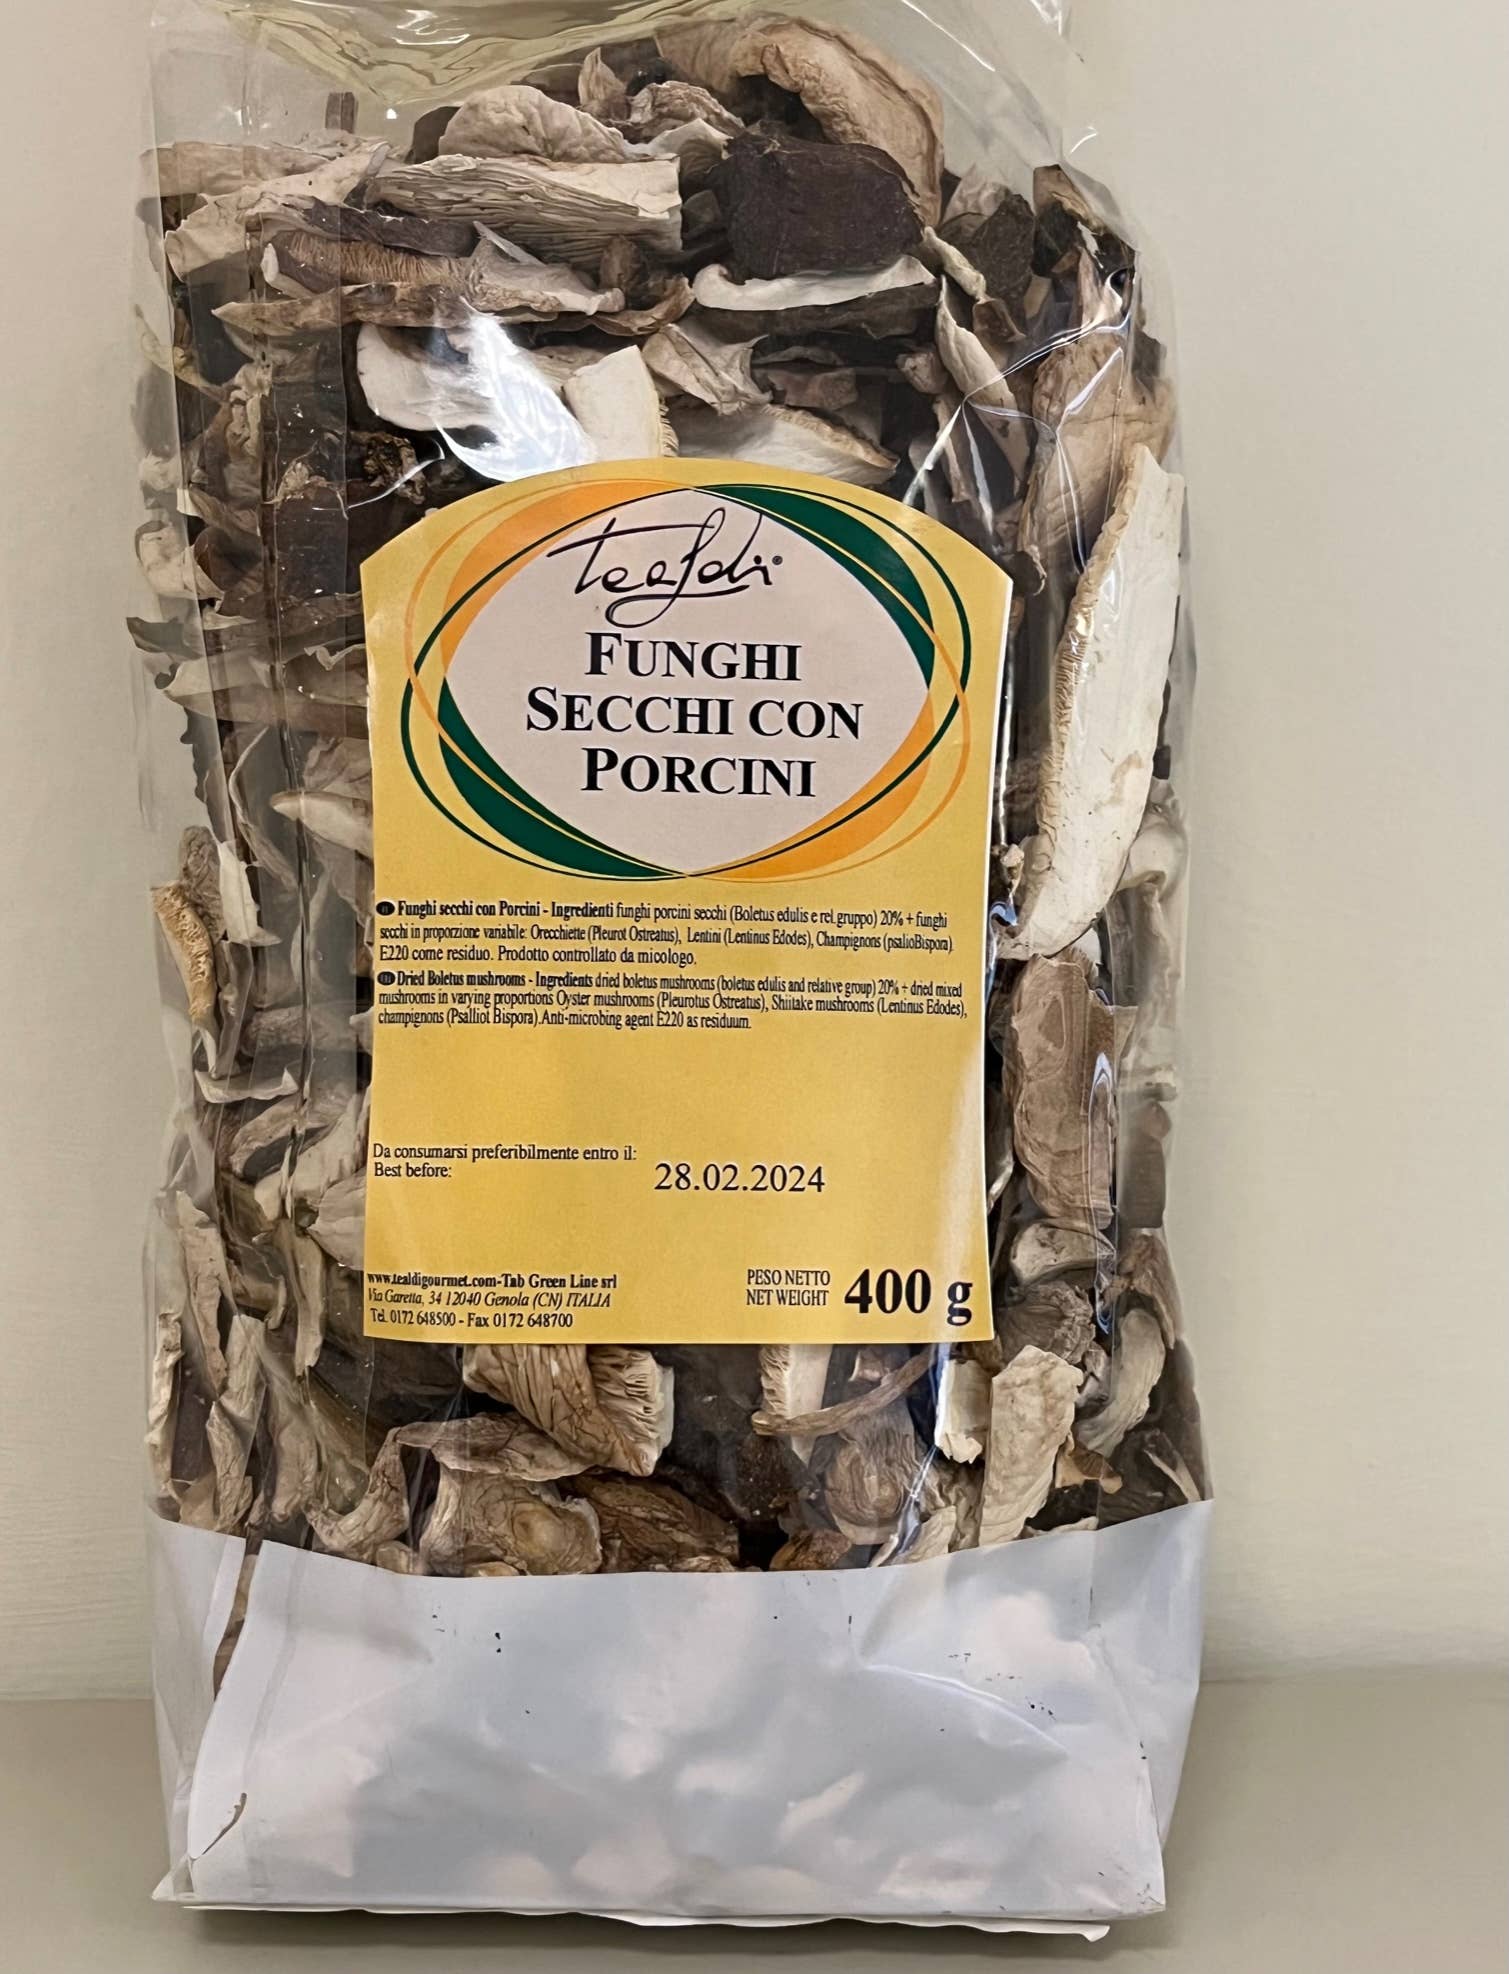 Tealdi®
FUNGHI
SECCHI CON
PORCINI
Funghi secchi con Porcini - Ingredienti funghi porcini secchi (Boletus edulis e rel.gruppo) 20% + funghi
secchi in proporzione variabile: Orecchiette (Pleurot Ostreatus), Lentini (Lentinus Edodes), Champignons (psalioBispora).
E220 come residuo. Prodotto controllato da micologo.
Dried Boletus mushrooms - Ingredients dried boletus mushrooms (boletus edulis and relative group) 20% + dried mixed
mushrooms in varying proportions Oyster mushrooms (Pleurotus Ostreatus), Shiitake mushrooms (Lentinus Edodes),
champignons (Psalliot Bispora).Anti-microbing agent E220 as residuum.
Da consumarsi preferibilmente entro il:
Best before:
28.02.2024
www.tealdigourmet.com-Tab Green Line srl
Via Garetta, 34 12040 Genola (CN) ITALIA
Tel. 0172 648500 - Fax 0172 648700
PESO NETTO
NET WEIGHT
400 g